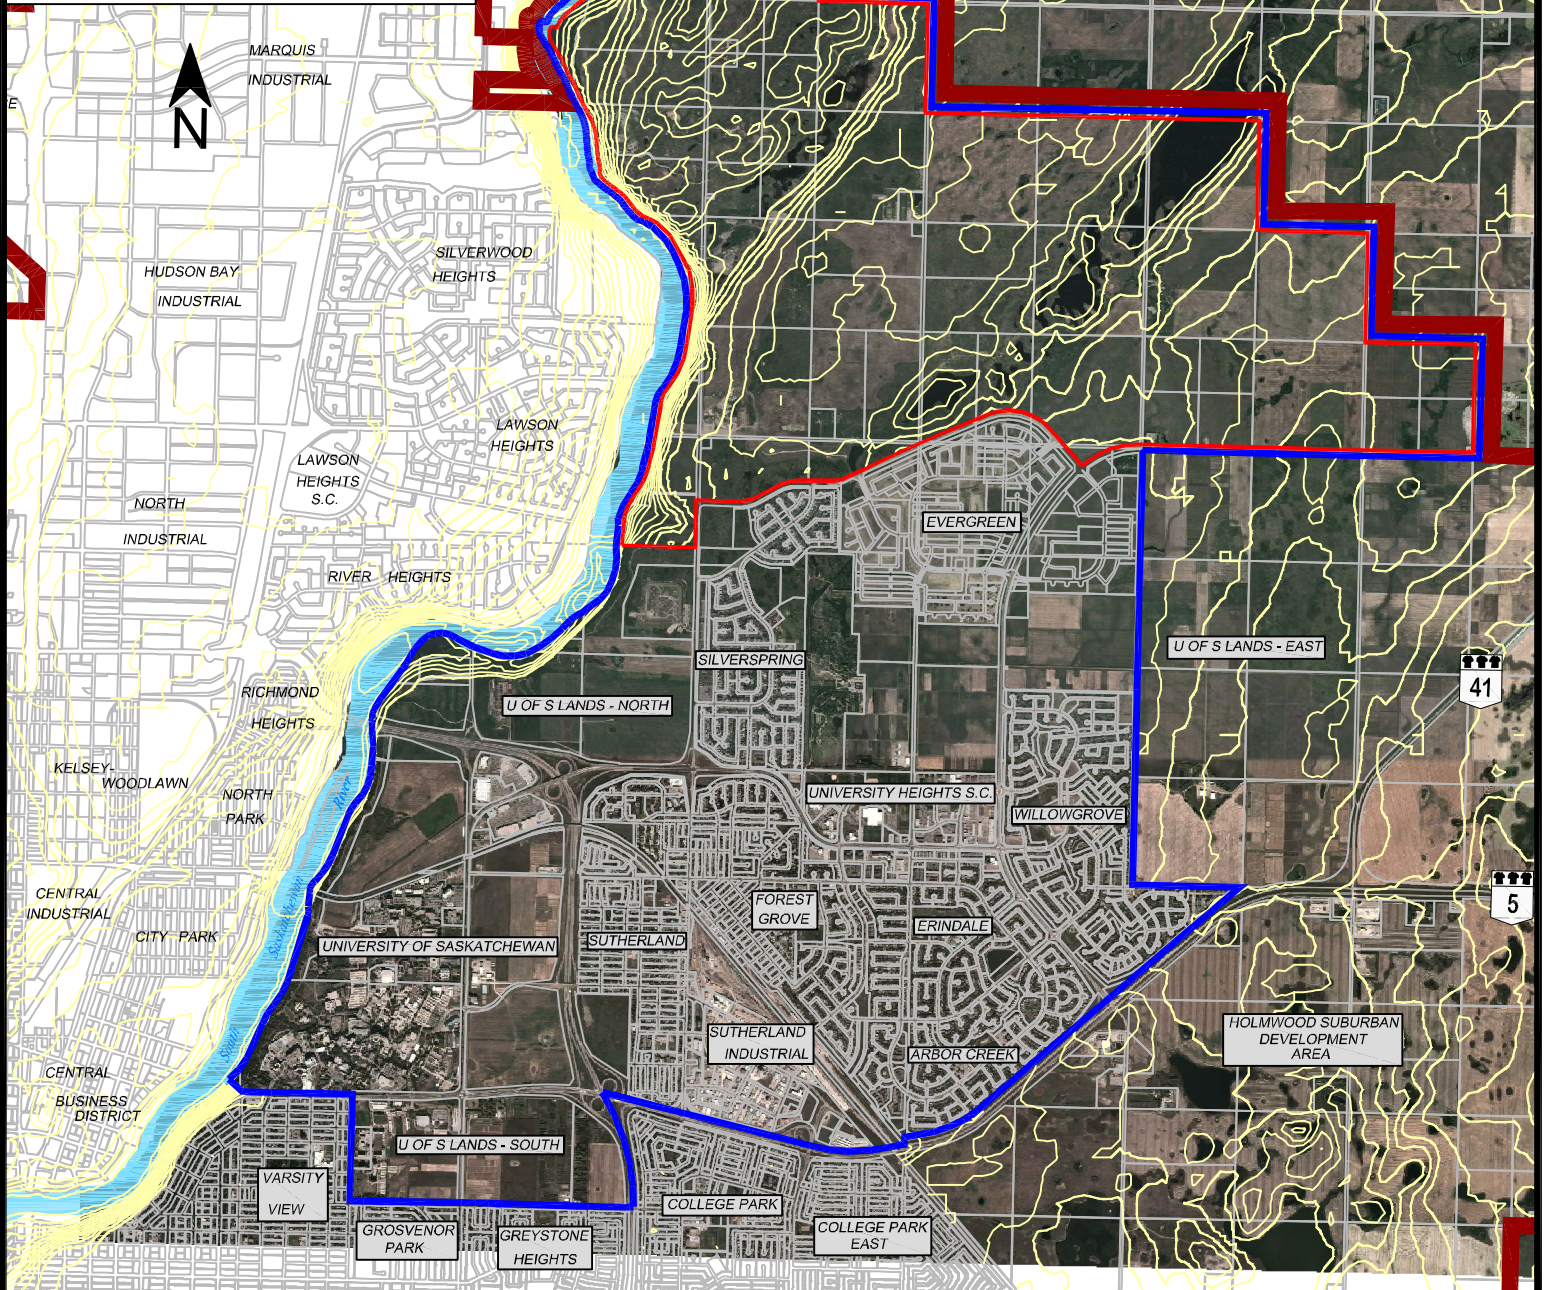 MARQUIS
INDUSTRIAL
E
N
SILVERWOOD
HEIGHTS
HUDSON BAY
INDUSTRIAL
LAWSON
HEIGHTS
LAWSON
HEIGHTS
S.C.
NORTH
INDUSTRIAL
EVERGREEN
RIVER HEIGHTS
U OF S LANDS - EAST
SILVERSPRING
41
RICHMOND
HEIGHTS
U OF S LANDS - NORTH
KELSEY-
WOODLAWN
NORTH
PARK
River
UNIVERSITY HEIGHTS S.C.
WILLOWGROVE
CENTRAL
INDUSTRIAL
5
FOREST
GROVE
CITY PARK
UNIVERSITY OF SASKATCHEWAN
SUTHERLAND
ERINDALE
South
SUTHERLAND
INDUSTRIAL
HOLMWOOD SUBURBAN
DEVELOPMENT
AREA
ARBOR CREEK
CENTRAL
BUSINESS
DISTRICT
U OF S LANDS - SOUTH
VARSITY
VIEW
COLLEGE PARK
GROSVENOR
PARK
GREYSTONE
HEIGHTS
COLLEGE PARK
EAST